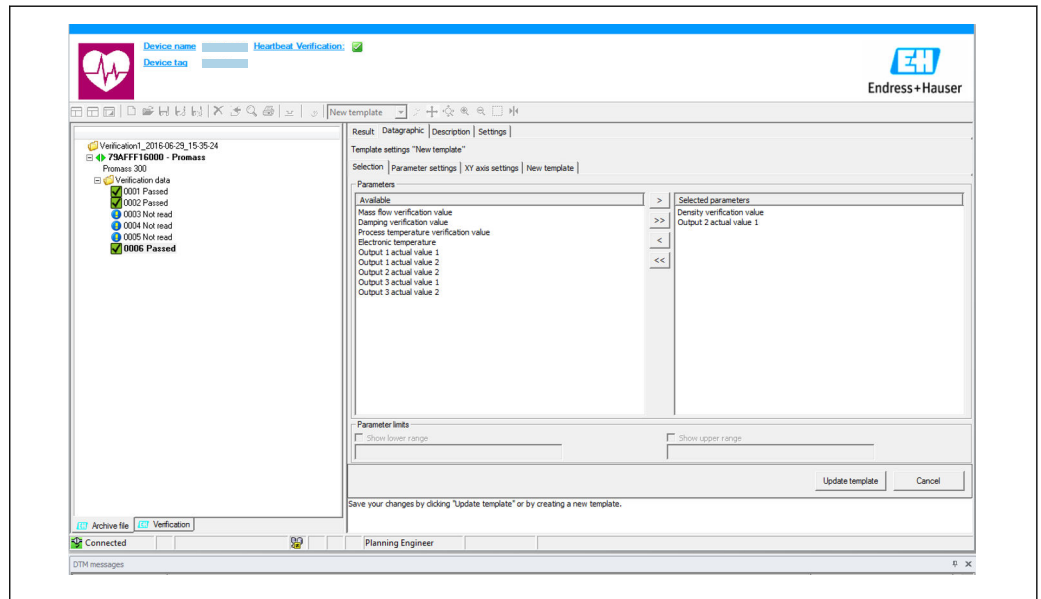 Device name Heartbeat Verification:
Device tag
EH
Endress+Hauser
New template
Result Datagraphic Description Settings
Verification1_2016-06-29_15-35-24
79AFFF16000 - Promass
Promass 300
Verification data
0001 Passed
0002 Passed
0003 Not read
0004 Not read
0005 Not read
0006 Passed
Template settings "New template"
Selection Parameter settings XY axis settings New template
Parameters
Available
Mass flow verification value
Damping verification value
Process temperature verification value
Electronic temperature
Output 1 actual value 1
Output 1 actual value 2
Output 2 actual value 2
Output 3 actual value 1
Output 3 actual value 2
>
>>
<
<<
Selected parameters
Density verification value
Output 2 actual value 1
Parameter limits
Show lower range Show upper range
Update template Cancel
Save your changes by clicking "Update template" or by creating a new template.
Archive file Verification
Connected Planning Engineer
DTM messages